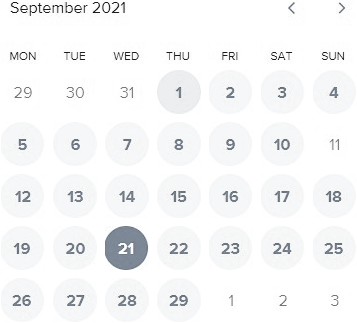 September 2021
MON TUE WED THU FRI SAT SUN
29 30 31 1 2 3 4
5 6 7 8 9 10 11
12 13 14 15 16 17 18
19 20 21 22 23 24 25
26 27 28 29 1 2 3